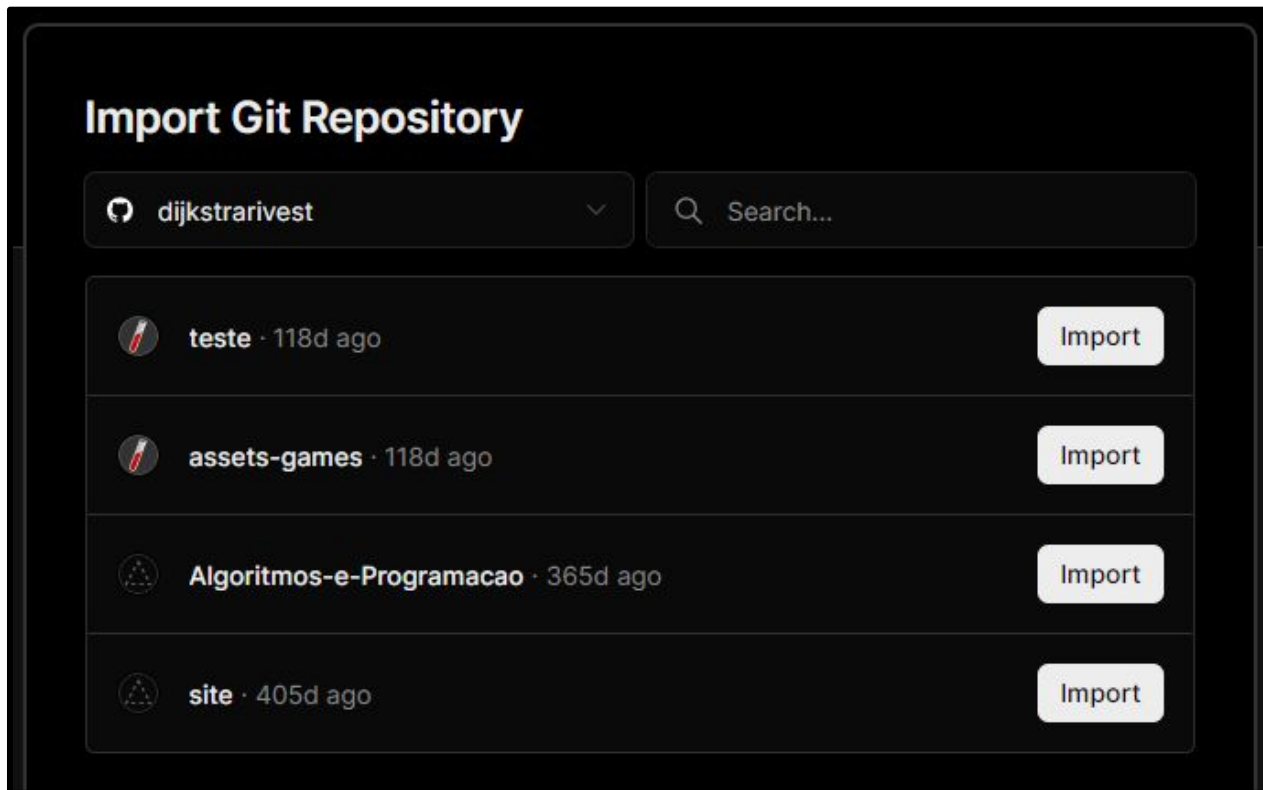 Import Git Repository
dijkstrarivest
Search...
teste · 118d ago
Import
assets-games · 118d ago
Import
Algoritmos-e-Programacao · 365d ago
Import
site · 405d ago
Import